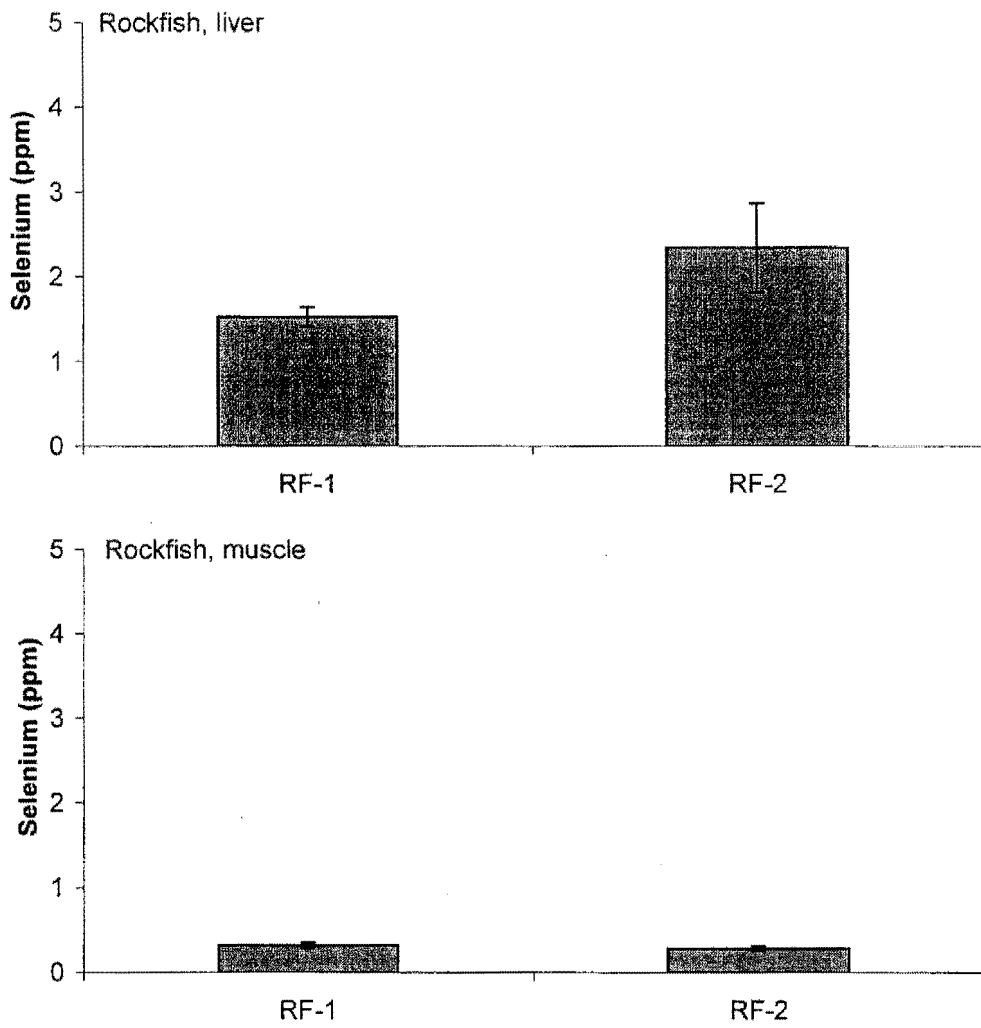 Rockfish, liver
Selenium (ppm)
5
4
3
2
1
0
RF-1 RF-2
Rockfish, muscle
Selenium (ppm)
5
4
3
2
1
0
RF-1 RF-2